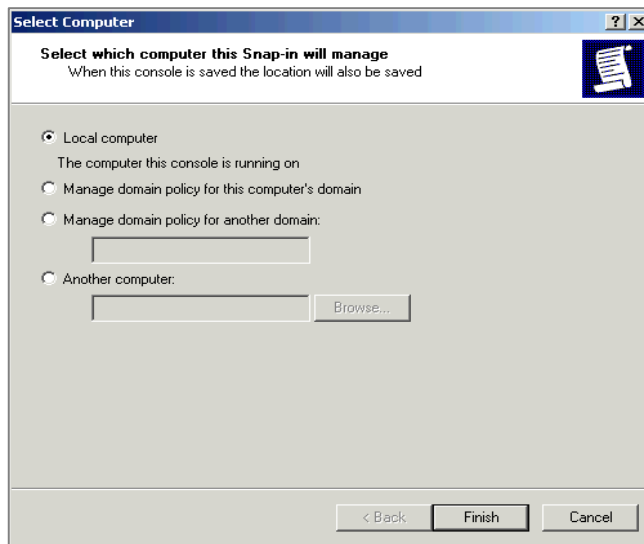 Select Computer
Select which computer this Snap-in will manage
When this console is saved the location will also be saved
Local computer
The computer this console is running on
Manage domain policy for this computer's domain
Manage domain policy for another domain:
Another computer:
Browse...
< Back
Finish
Cancel